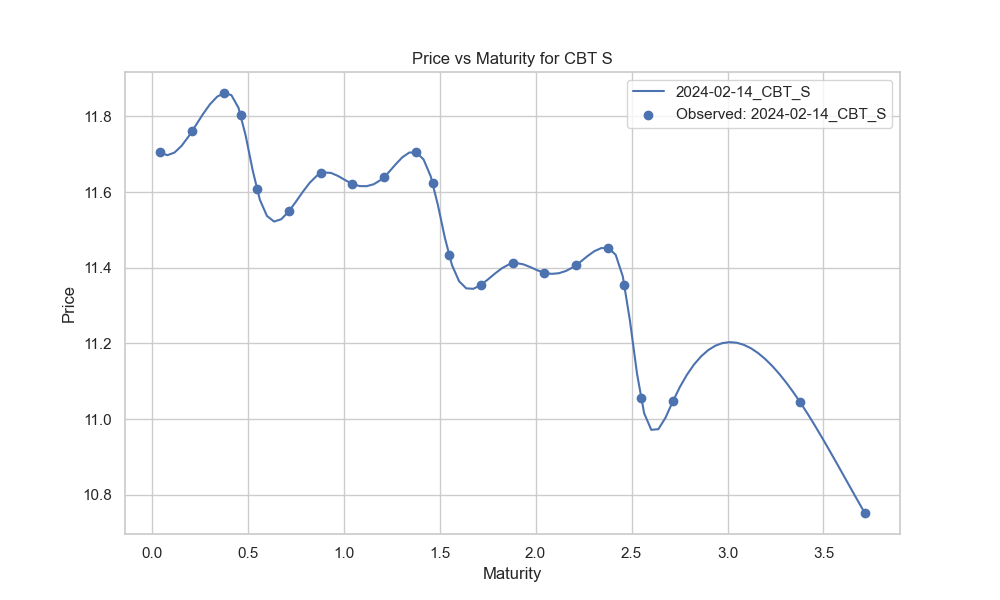 Price vs Maturity for CBT S
2024-02-14_CBT_S
Observed: 2024-02-14_CBT_S
Price
11.8
11.6
11.4
11.2
11.0
10.8
0.0 0.5 1.0 1.5 2.0 2.5 3.0 3.5
Maturity